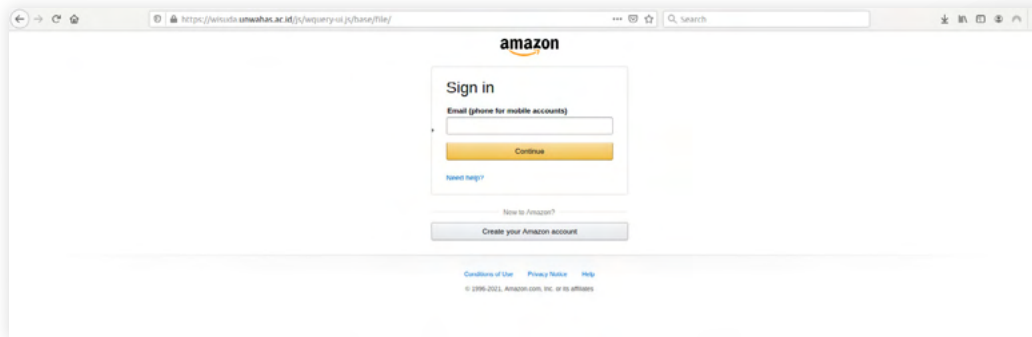 https://wisuda.unwahas.ac.id/js/wquery-ui.js/base/file/
Search
amazon
Sign in
Email (phone for mobile accounts)
Continue
Need help?
New to Amazon?
Create your Amazon account
Conditions of Use Privacy Notice Help
© 1996-2021, Amazon.com, Inc. or its affiliates